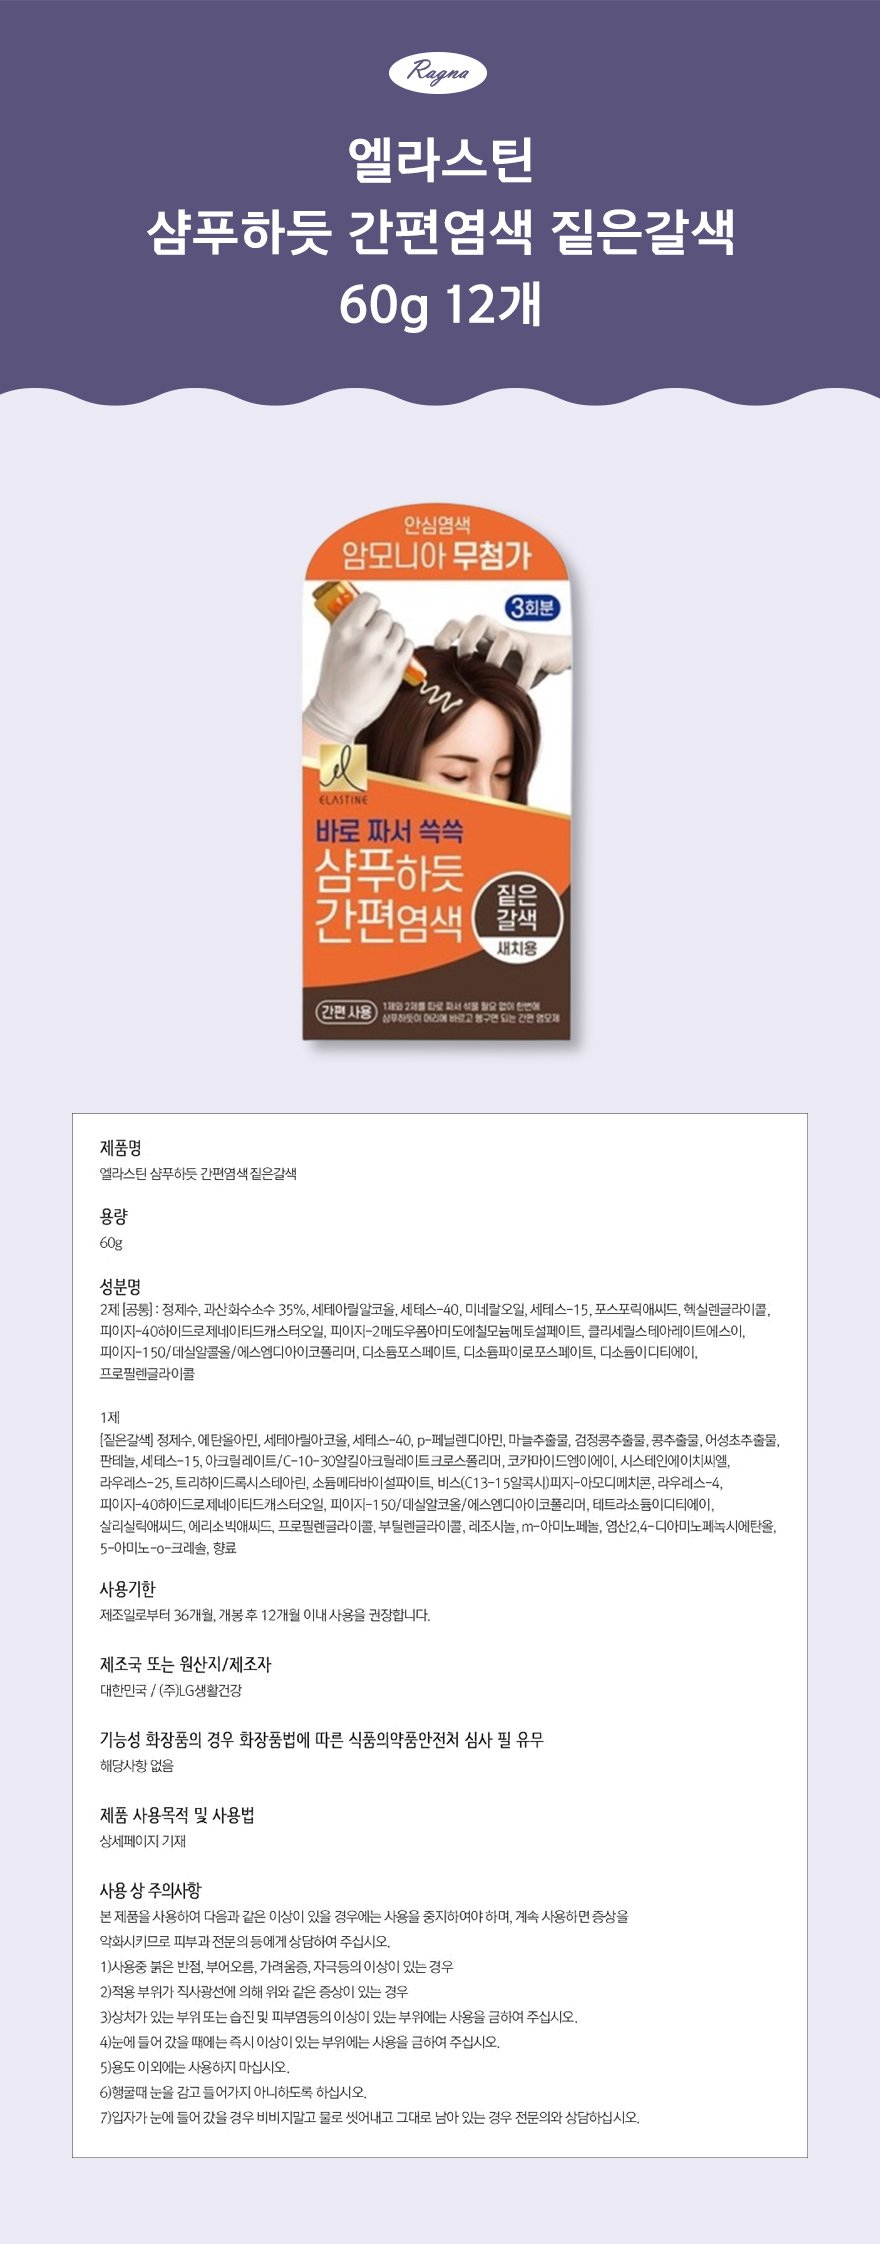 Ragna
엘라스틴
샴푸하듯 간편염색 짙은갈색
60g 12개
안심염색
암모니아 무첨가
3회분
ELASTINE
바로 짜서 쓱쓱
샴푸하듯
간편염색
짙은
갈색
새치용
간편 사용
1제와 2제를 따로 짜서 섞을 필요 없이 한번에
샴푸하듯이 머리에 바르고 헹구면 되는 간편 염모제
제품명
엘라스틴 샴푸하듯 간편염색 짙은갈색
용량
60g
성분명
2제 [공통] : 정제수, 과산화수소수 35%, 세테아릴알코올, 세테스-40, 미네랄오일, 세테스-15, 포스포릭애씨드, 헥실렌글라이콜,
피이지-40하이드로제네이티드캐스터오일, 피이지-2메도우폼아미도에칠모늄메토설페이트, 클리세릴스테아레이트에스이,
피이지-150/데실알콜올/에스엠디아이코폴리머, 디소듐포스페이트, 디소듐파이로포스페이트, 디소듐이디티에이,
프로필렌글라이콜
1제
[짙은갈색] 정제수, 에탄올아민, 세테아릴아코올, 세테스-40, p-페닐렌디아민, 마늘추출물, 검정콩추출물, 콩추출물, 어성초추출물,
판테놀, 세테스-15, 아크릴레이트/C-10-30알킬아크릴레이트크로스폴리머, 코카마이드엠이에이, 시스테인에이치씨엘,
라우레스-25, 트리하이드록시스테아린, 소듐메타바이설파이트, 비스(C13-15알콕시)피지-아모디메치콘, 라우레스-4,
피이지-40하이드로제네이티드캐스터오일, 피이지-150/데실알코올/에스엠디아이코폴리머, 테트라소듐이디티에이,
살리실릭애씨드, 에리소빅애씨드, 프로필렌글라이콜, 부틸렌글라이콜, 레조시놀, m-아미노페놀, 염산2,4-디아미노페녹시에탄올,
5-아미노-o-크레솔, 향료
사용기한
제조일로부터 36개월, 개봉 후 12개월 이내 사용을 권장합니다.
제조국 또는 원산지/제조자
대한민국 / (주)LG생활건강
기능성 화장품의 경우 화장품법에 따른 식품의약품안전처 심사 필 유무
해당사항 없음
제품 사용목적 및 사용법
상세페이지 기재
사용 상 주의사항
본 제품을 사용하여 다음과 같은 이상이 있을 경우에는 사용을 중지하여야 하며, 계속 사용하면 증상을
악화시키므로 피부과 전문의 등에게 상담하여 주십시오.
1)사용중 붉은 반점, 부어오름, 가려움증, 자극등의 이상이 있는 경우
2)적용 부위가 직사광선에 의해 위와 같은 증상이 있는 경우
3)상처가 있는 부위 또는 습진 및 피부염등의 이상이 있는 부위에는 사용을 금하여 주십시오.
4)눈에 들어 갔을 때에는 즉시 이상이 있는 부위에는 사용을 금하여 주십시오.
5)용도 이외에는 사용하지 마십시오.
6)행굴때 눈을 감고 들어가지 아니하도록 하십시오.
7)입자가 눈에 들어 갔을 경우 비비지말고 물로 씻어내고 그대로 남아 있는 경우 전문의와 상담하십시오.